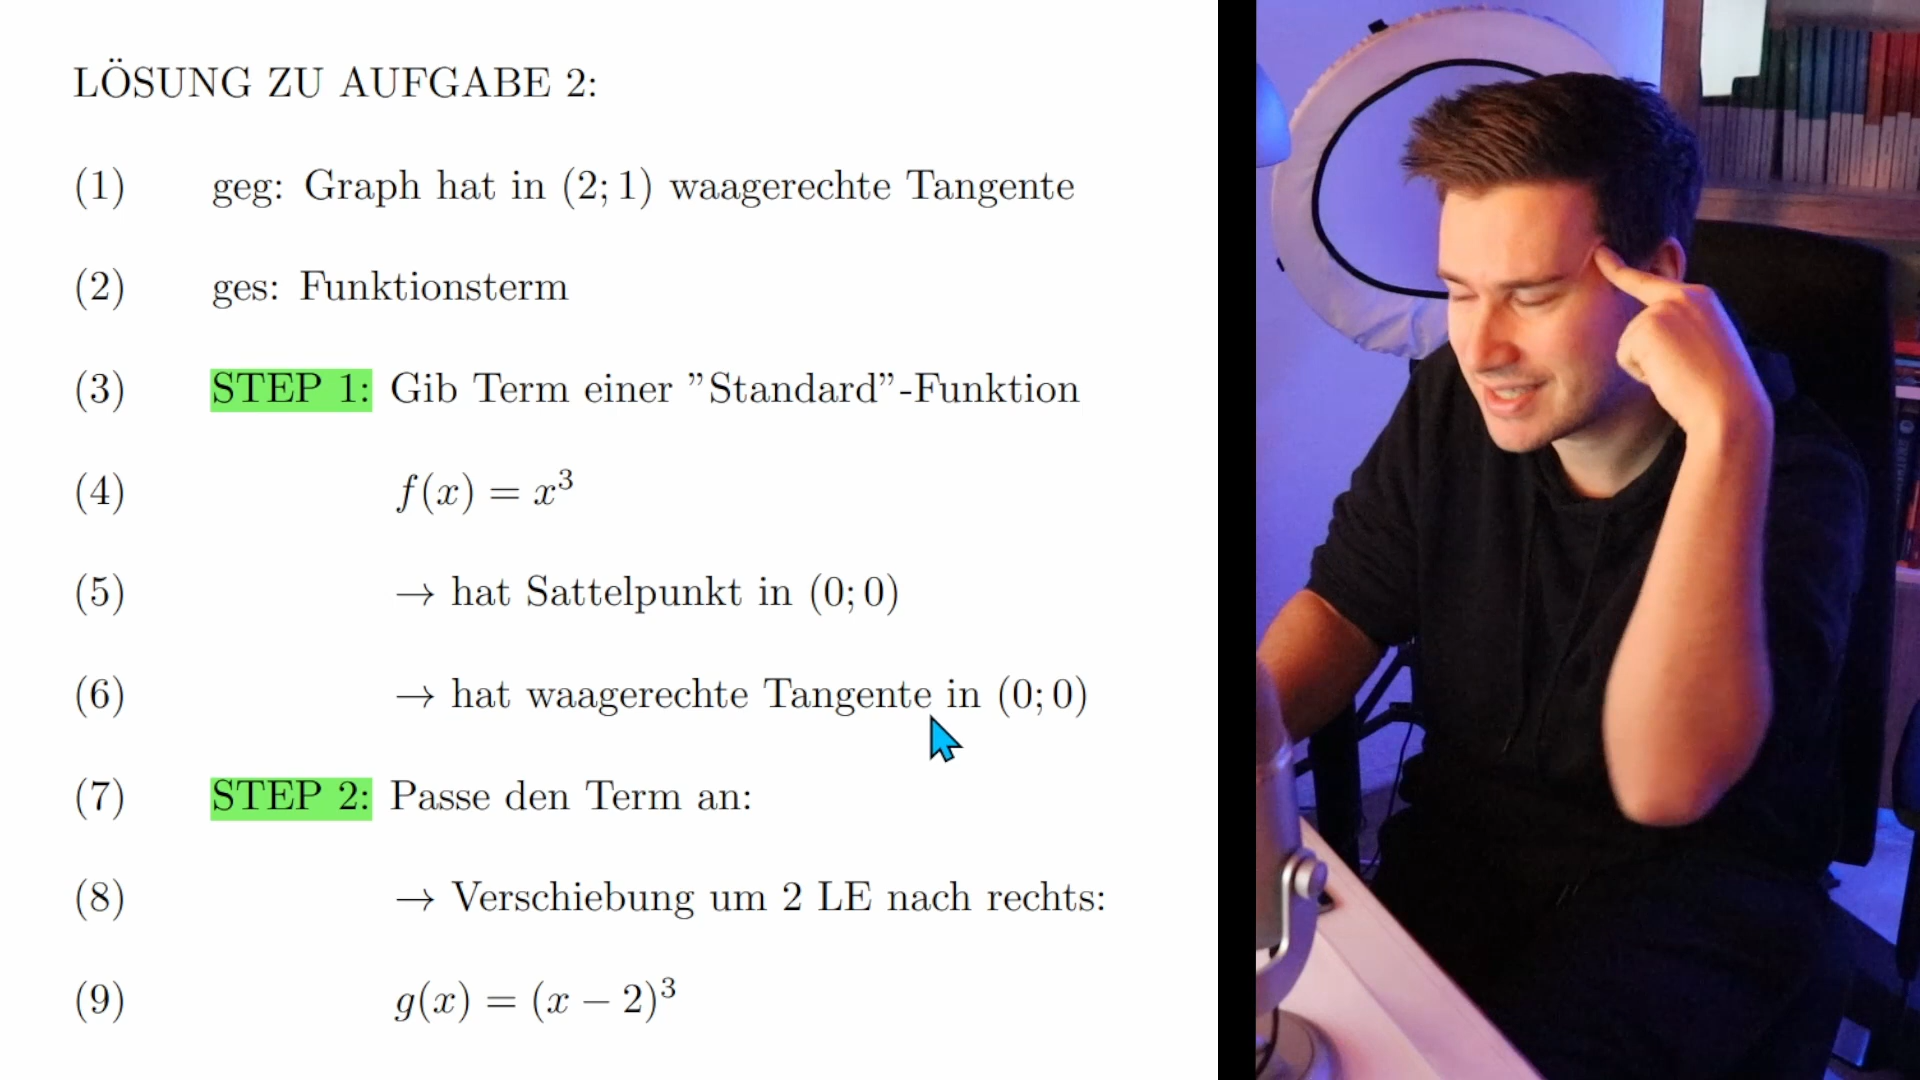 LÖSUNG ZU AUFGABE 2:
(1) geg: Graph hat in (2; 1) waagerechte Tangente
(2) ges: Funktionsterm
(3) STEP 1: Gib Term einer ”Standard”-Funktion
(4) f(x) = x³
(5) → hat Sattelpunkt in (0; 0)
(6) → hat waagerechte Tangente in (0; 0)
(7) STEP 2: Passe den Term an:
(8) → Verschiebung um 2 LE nach rechts:
(9) g(x) = (x − 2)³